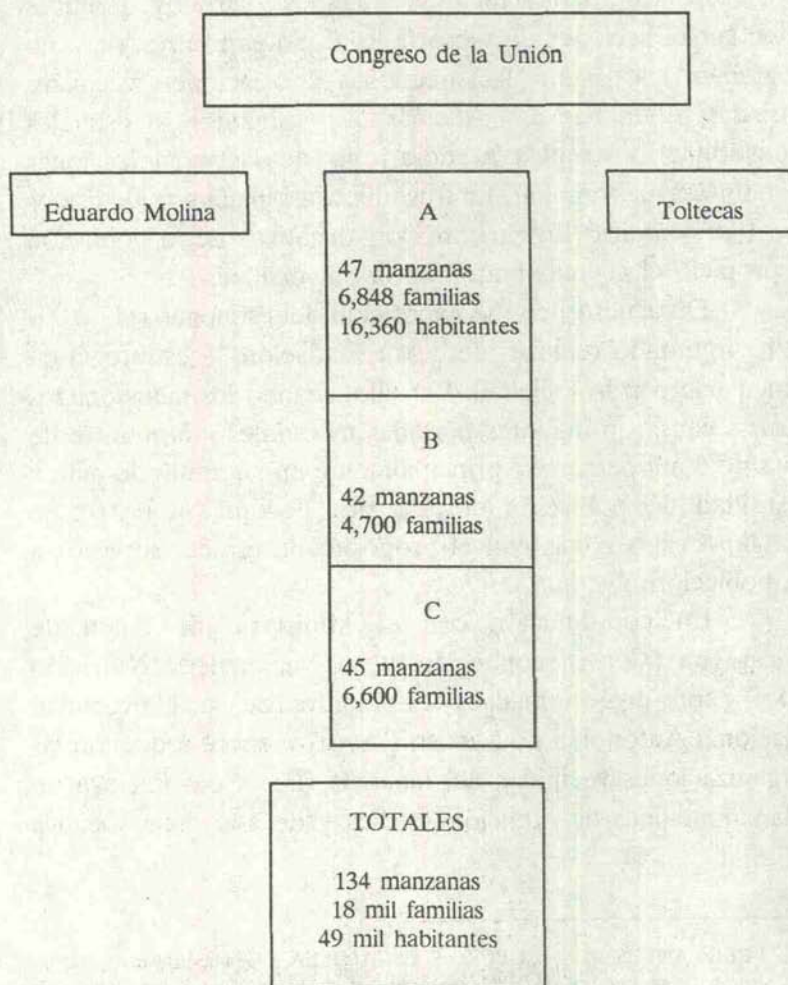 Congreso de la Unión
Eduardo Molina
A
Toltecas
47 manzanas
6,848 familias
16,360 habitantes
B
42 manzanas
4,700 familias
C
45 manzanas
6,600 familias
TOTALES
134 manzanas
18 mil familias
49 mil habitantes